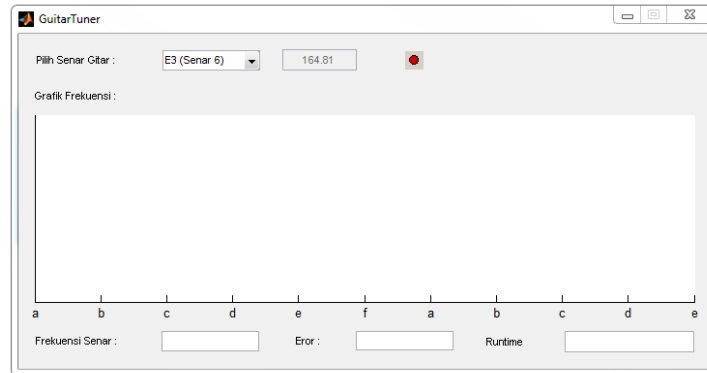 GuitarTuner
Pilih Senar Gitar : E3 (Senar 6) 164.81
Grafik Frekuensi :
a b c d e f a b c d e
Frekuensi Senar : Eror : Runtime